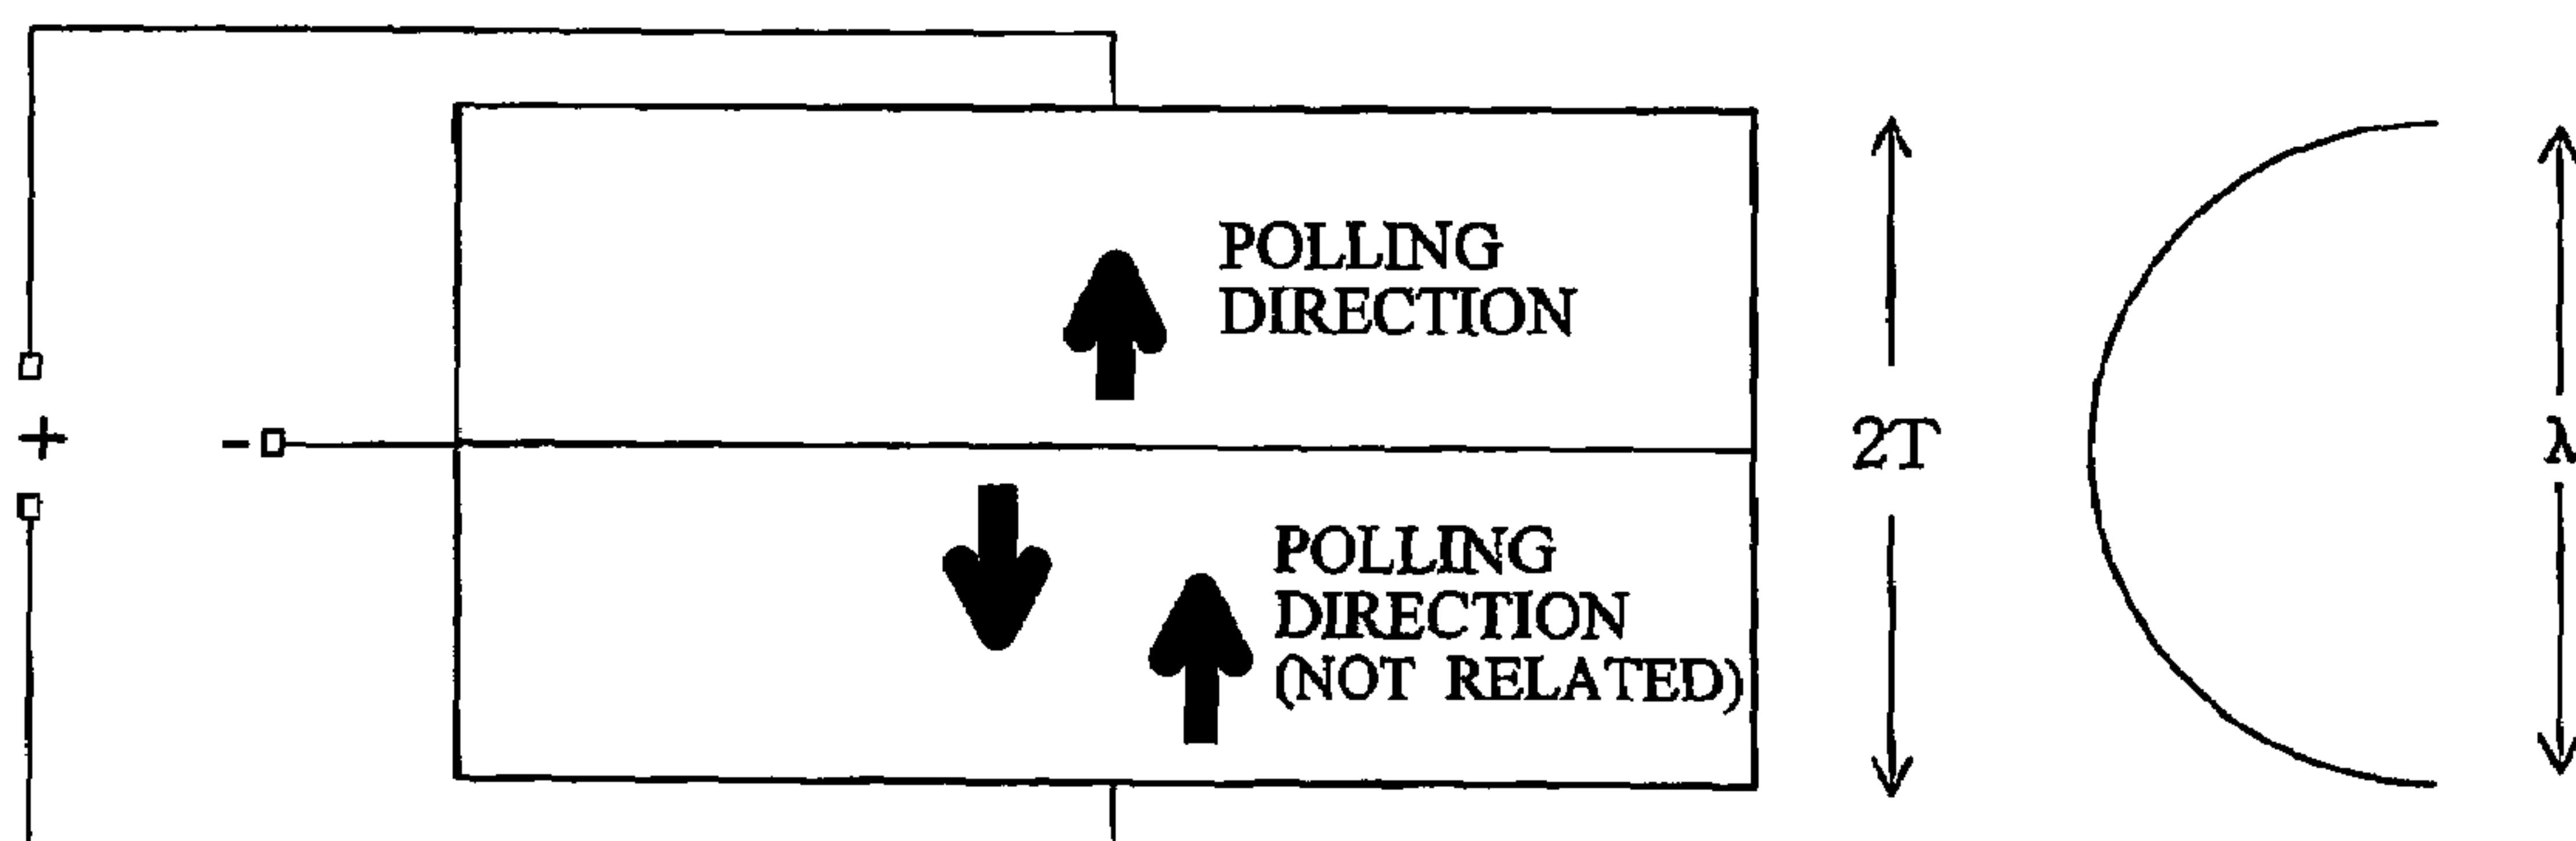 POLLING
DIRECTION
+
-
2T
λ
POLLING
DIRECTION
(NOT RELATED)